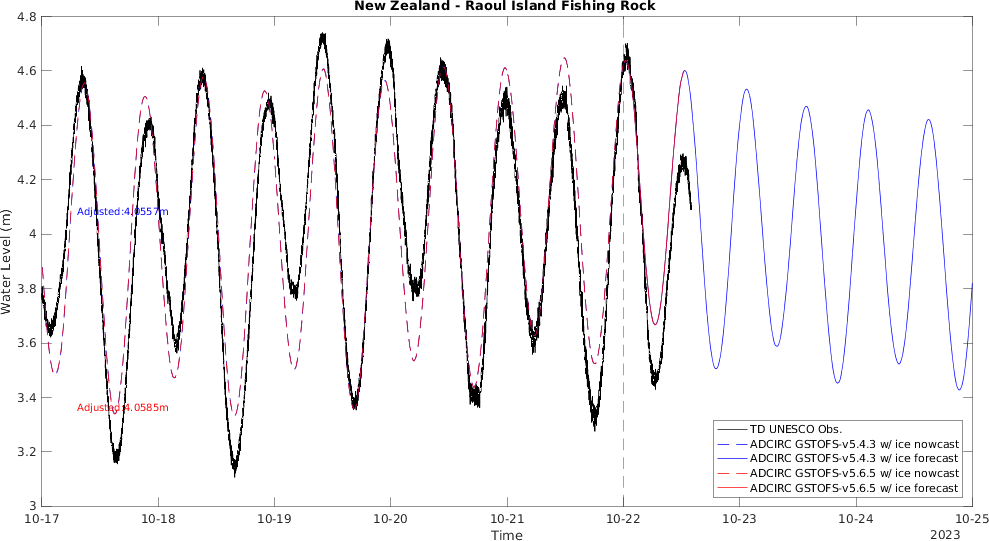 New Zealand - Raoul Island Fishing Rock
4.8
4.6
4.4
4.2
4
3.8
3.6
3.4
3.2
3
Water Level (m)
Adjusted:4.0557m
Adjusted:4.0585m
TD UNESCO Obs.
ADCIRC GSTOFS-v5.4.3 w/ ice nowcast
ADCIRC GSTOFS-v5.4.3 w/ ice forecast
ADCIRC GSTOFS-v5.6.5 w/ ice nowcast
ADCIRC GSTOFS-v5.6.5 w/ ice forecast
10-17 10-18 10-19 10-20 10-21 10-22 10-23 10-24 10-25
Time
2023